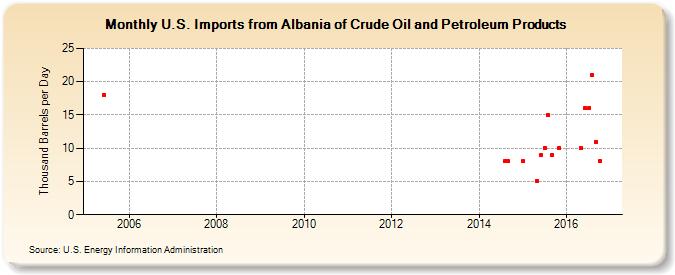 Monthly U.S. Imports from Albania of Crude Oil and Petroleum Products
Thousand Barrels per Day
25
20
15
10
5
0
2006 2008 2010 2012 2014 2016
Source: U.S. Energy Information Administration